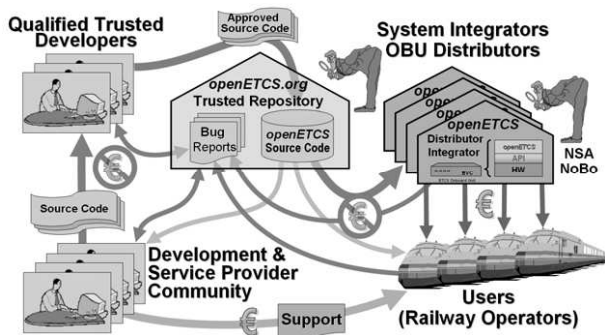 Qualified Trusted
Developers
Approved
Source Code
System Integrators
OBU Distributors
openETCS.org
Trusted Repository
Bug
Reports
openETCS
Source Code
openETCS
Distributor
Integrator
openETCS
API
HW
EVC
NSA
NoBo
€
€
€
Source Code
Development &
Service Provider
Community
€
Support
Users
(Railway Operators)